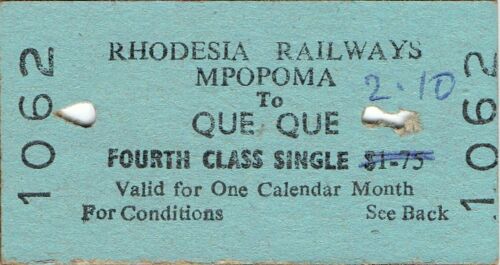 RHODESIA RAILWAYS
MPOPOMA
To
2.10
QUE QUE
FOURTH CLASS SINGLE $1-75
Valid for One Calendar Month
For Conditions See Back
1062
1062